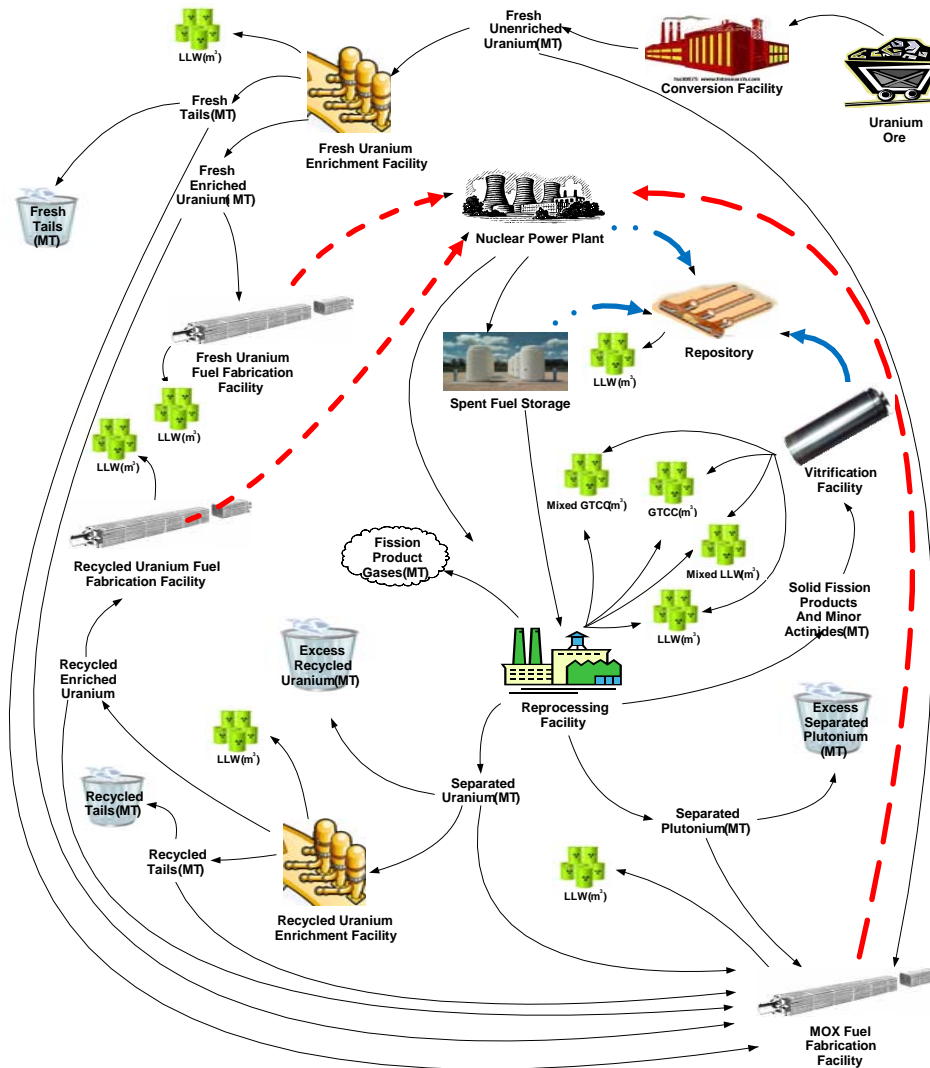 Fresh
Unenriched
Uranium(MT)
LLW(m³)
Conversion Facility
Fresh
Tails(MT)
Uranium
Ore
Fresh Uranium
Enrichment Facility
Fresh
Enriched
Uranium( MT)
Fresh
Tails
(MT)
Nuclear Power Plant
Repository
LLW(m³)
Fresh Uranium
Fuel Fabrication
Facility
Spent Fuel Storage
LLW(m³)
LLW(m³)
Vitrification
Facility
Mixed GTCC(m³)
GTCC(m³)
Mixed LLW(m³)
Recycled Uranium Fuel
Fabrication Facility
Fission
Product
Gases(MT)
Solid Fission
Products
And Minor
Actinides(MT)
LLW(m³)
Excess
Recycled
Uranium(MT)
Recycled
Enriched
Uranium
Reprocessing
Facility
Excess
Separated
Plutonium
(MT)
LLW(m³)
Separated
Uranium(MT)
Recycled
Tails(MT)
Separated
Plutonium(MT)
Recycled
Tails(MT)
LLW(m³)
Recycled Uranium
Enrichment Facility
MOX Fuel
Fabrication
Facility